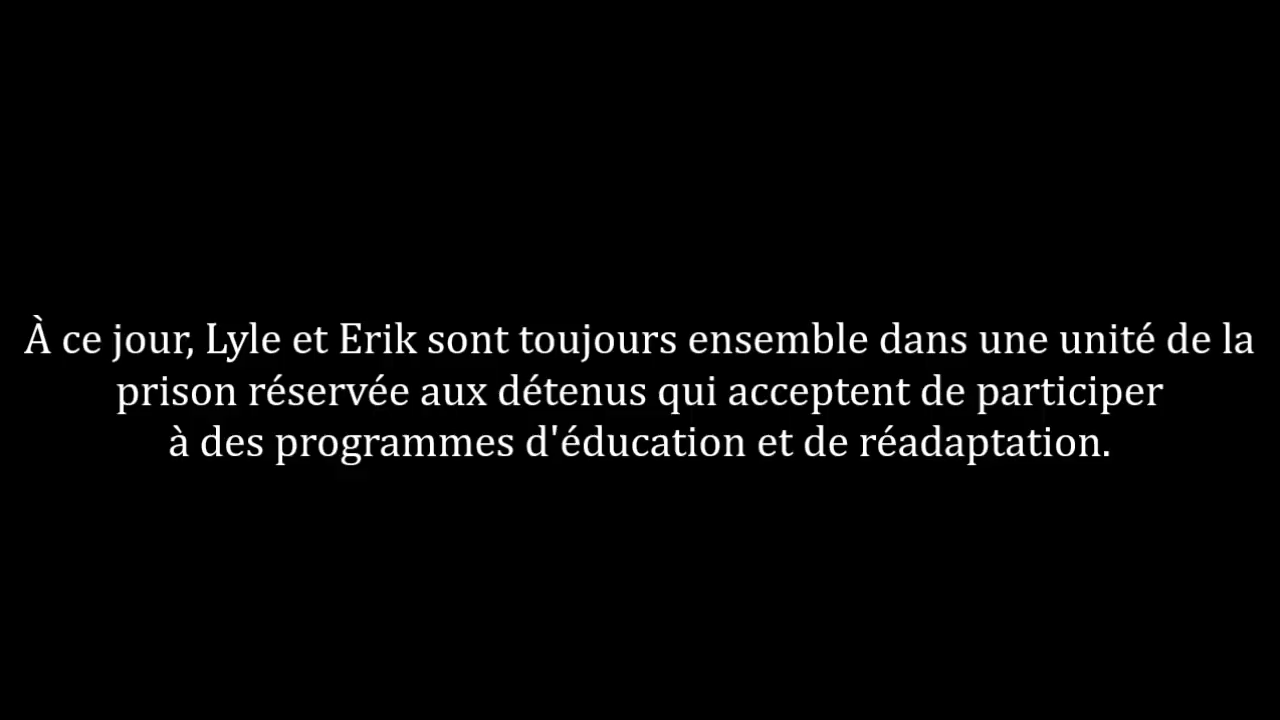 À ce jour, Lyle et Erik sont toujours ensemble dans une unité de la
prison réservée aux détenus qui acceptent de participer
à des programmes d'éducation et de réadaptation.